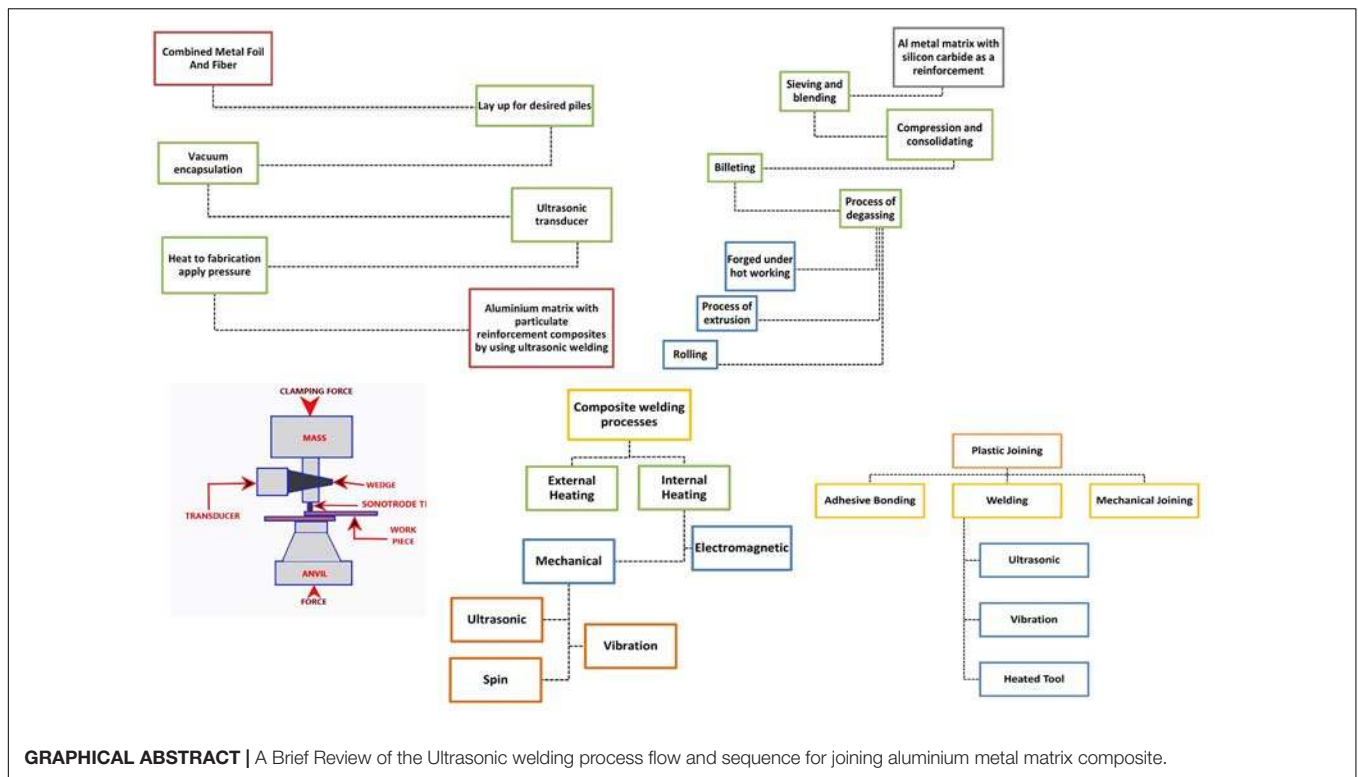 Combined Metal Foil
And Fiber
Lay up for desired piles
Vacuum
encapsulation
Ultrasonic
transducer
Heat to fabrication
apply pressure
Aluminium matrix with
particulate
reinforcement composites
by using ultrasonic welding
Al metal matrix with
silicon carbide as a
reinforcement
Sieving and
blending
Compression and
consolidating
Billeting
Process of
degassing
Forged under
hot working
Process of
extrusion
Rolling
CLAMPING FORCE
MASS
WEDGE
TRANSDUCER
SONOTRODE TI
WORK
PIECE
ANVIL
FORCE
Composite welding
processes
External
Heating
Internal
Heating
Mechanical
Electromagnetic
Ultrasonic
Vibration
Spin
Plastic Joining
Adhesive Bonding
Welding
Mechanical Joining
Ultrasonic
Vibration
Heated Tool
GRAPHICAL ABSTRACT | A Brief Review of the Ultrasonic welding process flow and sequence for joining aluminium metal matrix composite.